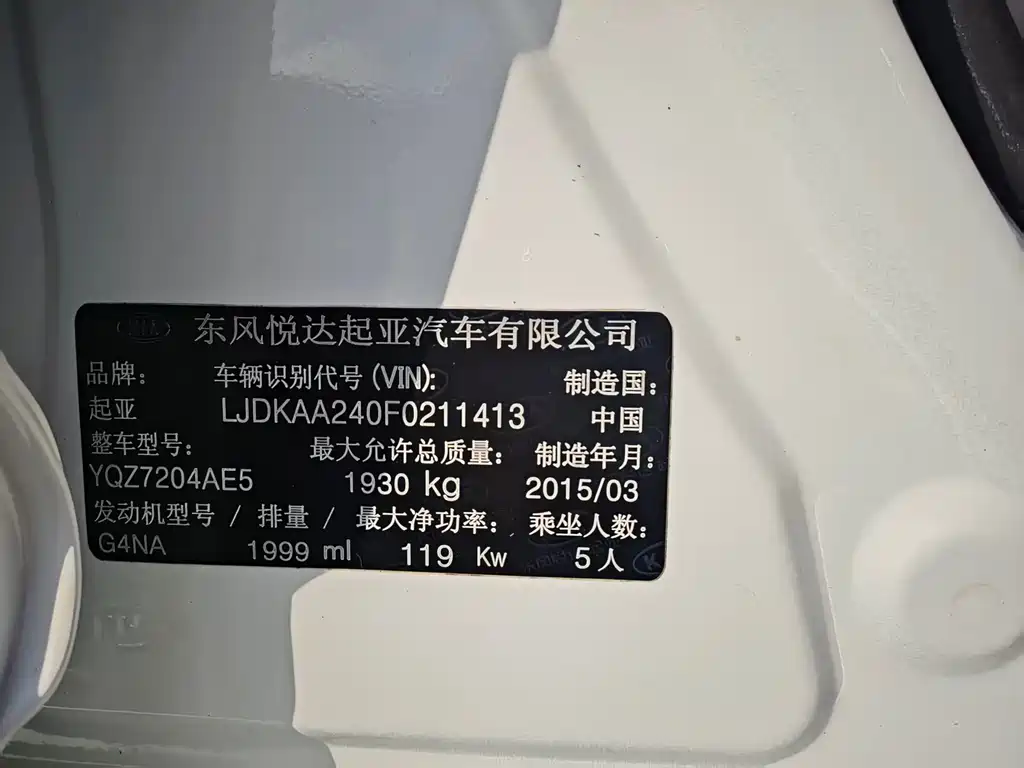 KIA 东风悦达起亚汽车有限公司
品牌： 车辆识别代号 (VIN): 制造国：
起亚 LJDKAA240F0211413 中国
整车型号： 最大允许总质量： 制造年月：
YQZ7204AE5 1930 kg 2015/03
发动机型号 / 排量 / 最大净功率： 乘坐人数：
G4NA 1999 ml 119 Kw 5 人